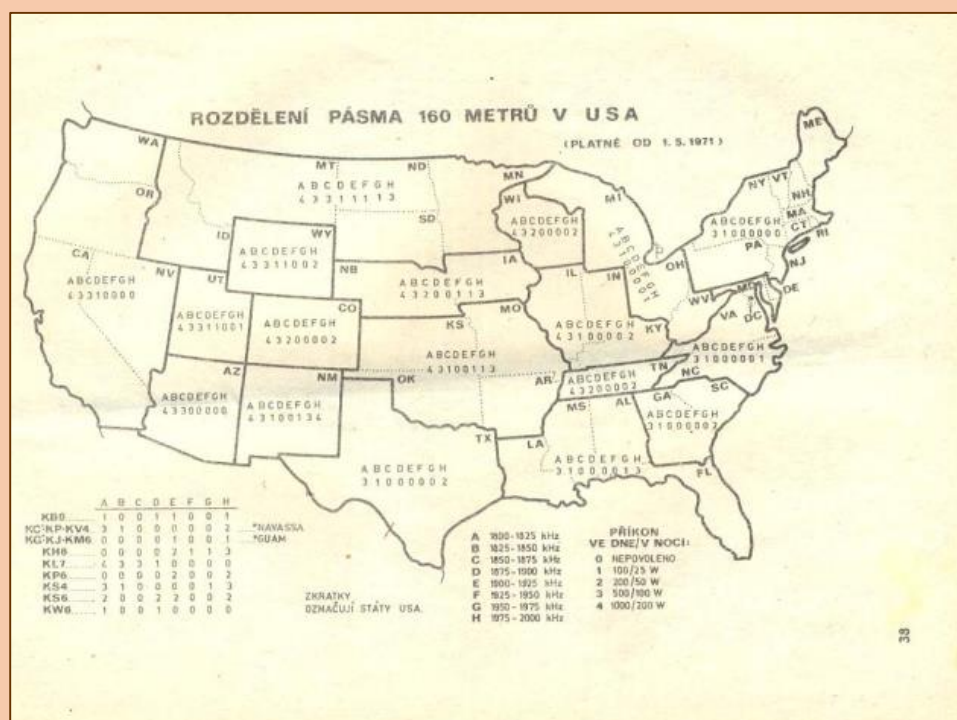 ROZDĚLENÍ PÁSMA 160 METRŮ V USA
(PLATNÉ OD 1. 5. 1971)
WA
OR
CA
NV
ABCDEFGH
43310000
MT
ND
ID
SD
ABCDEFGH
43311113
WY
ABCDEFGH
43311002
UT
ABCDEFGH
43311001
CO
ABCDEFGH
43200002
AZ
ABCDEFGH
43300000
NM
ABCDEFGH
43100134
NB
IA
MN
ABCDEFGH
43200113
KS
MO
OK
AR
ABCDEFGH
43100113
TX
ABCDEFGH
31000002
WI
ABCDEFGH
43200002
MI
OH
ABCDEFGH
IL
IN
KY
ABCDEFGH
43100002
TN
ABCDEFGH
43200002
LA
MS
AL
ABCDEFGH
31000013
GA
SC
FL
ABCDEFGH
31000002
NC
VA
ABCDEFGH
31000001
ME
NY
VT
NH
MA
CT
RI
PA
NJ
DE
MD
DC
WV
ABCDEFGH
31000000
A B C D E F G H
KB0 ...... 1 0 0 1 1 0 0 1
KC*KP-KV4 .. 3 1 0 0 0 0 0 2 ...*NAVASSA
KG*KJ-KM6 .. 0 0 0 0 1 0 0 1 ...*GUAM
KH6 ...... 0 0 0 0 2 1 1 3
KL7 ...... 4 3 3 1 0 0 0 0
KP6 ...... 0 0 0 0 2 0 0 2
KS4 ...... 3 1 0 0 0 0 1 3
KS6 ...... 2 0 0 2 2 0 0 2
KW6 ...... 1 0 0 1 0 0 0 0
ZKRATKY
OZNAČUJÍ STÁTY USA.
A 1800-1825 kHz
B 1825-1850 kHz
C 1850-1875 kHz
D 1875-1900 kHz
E 1900-1925 kHz
F 1925-1950 kHz
G 1950-1975 kHz
H 1975-2000 kHz
PŘÍKON
VE DNE/V NOCI:
0 NEPOVOLENO
1 100/25 W
2 200/50 W
3 500/100 W
4 1000/200 W
38